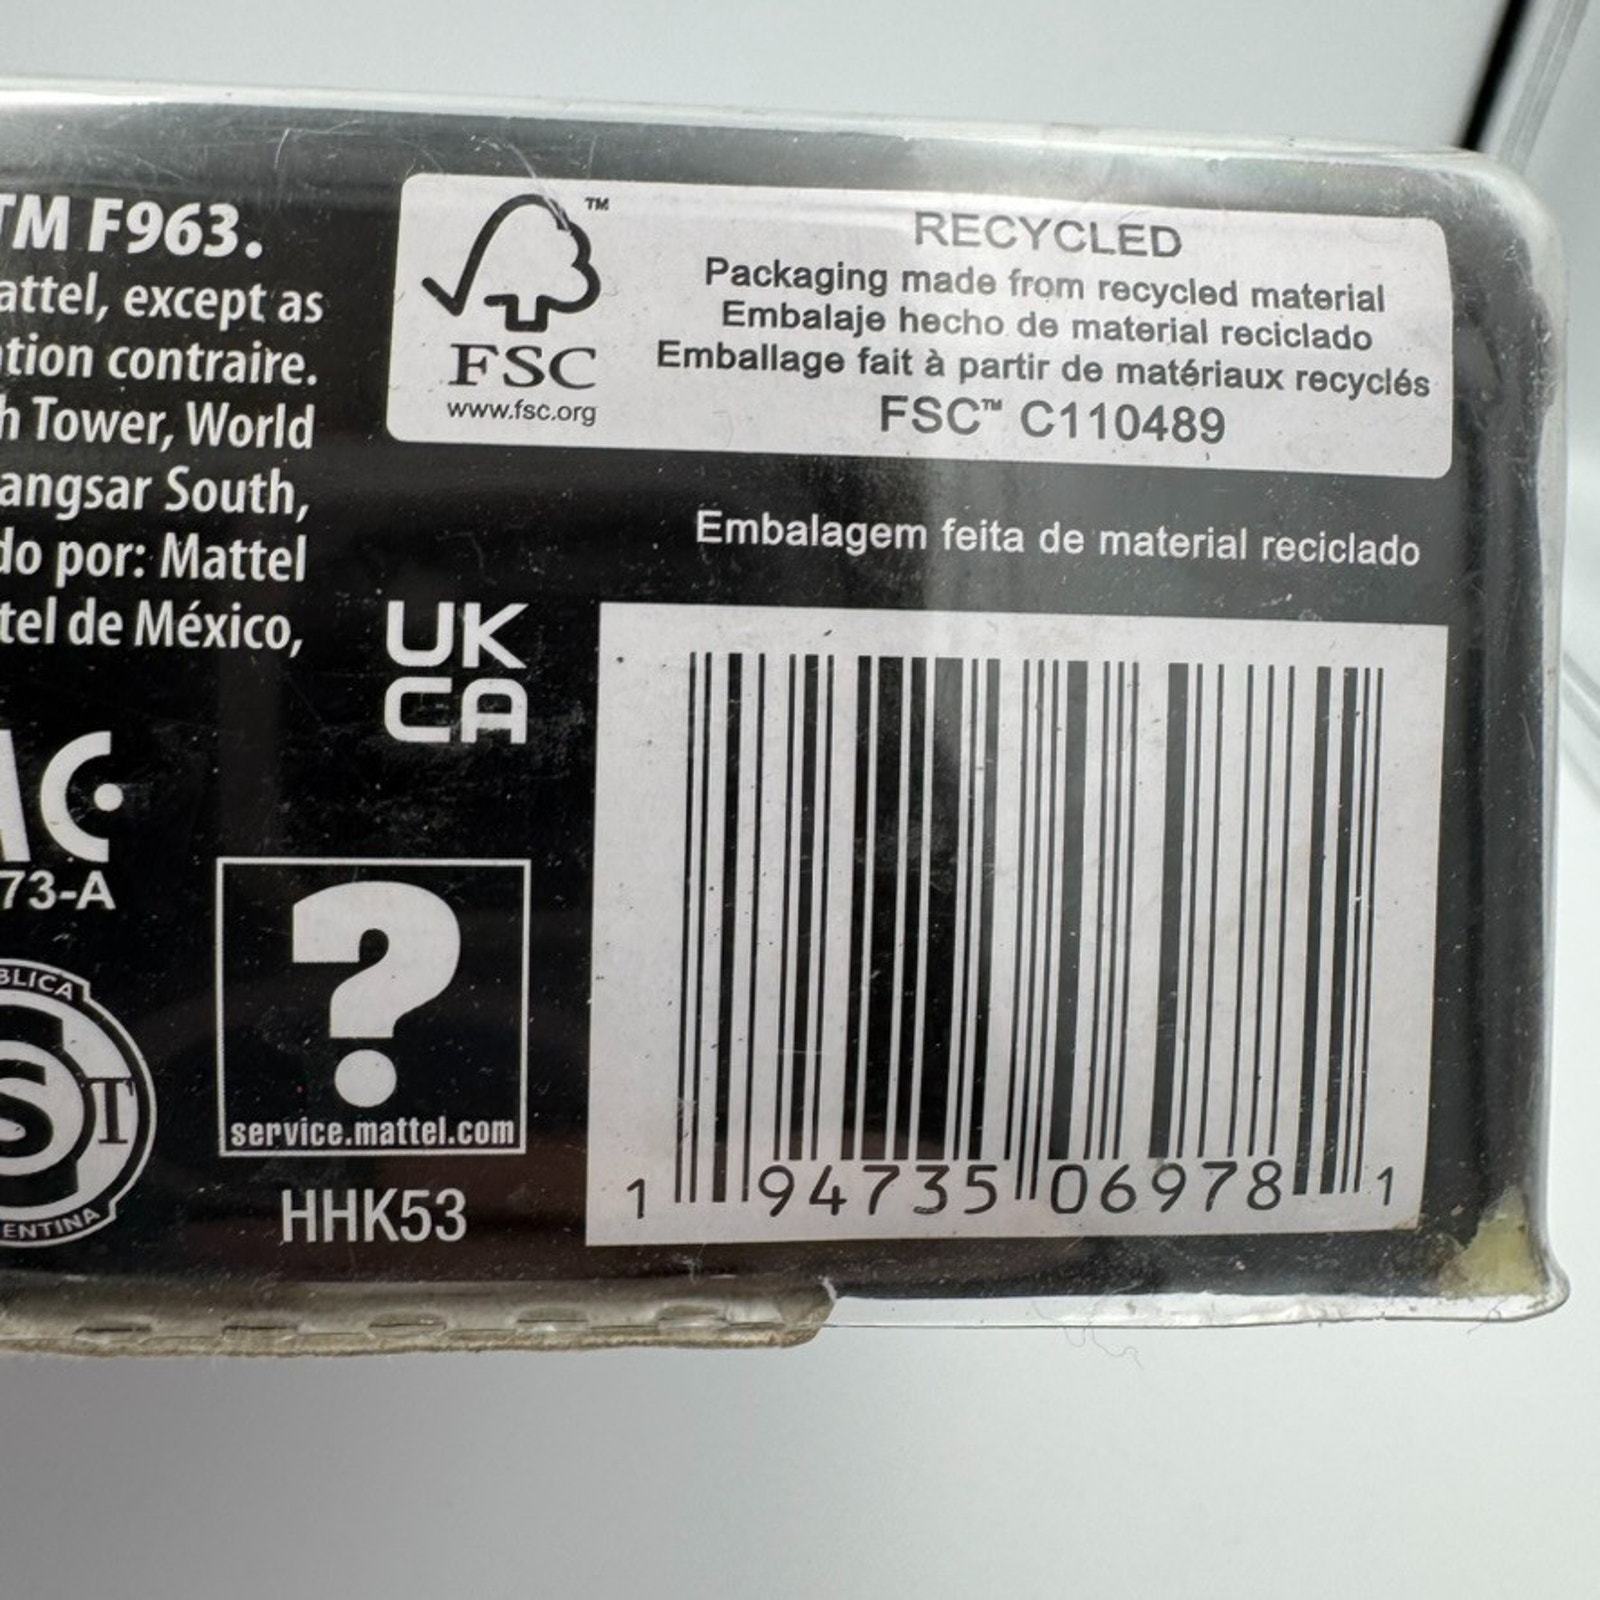 TM F963.
attel, except as
tion contraire.
h Tower, World
angsar South,
do por: Mattel
tel de México,
™
FSC
www.fsc.org
RECYCLED
Packaging made from recycled material
Embalaje hecho de material reciclado
Emballage fait à partir de matériaux recyclés
FSC™ C110489
Embalagem feita de material reciclado
UK
CA
73-A
BLICA
S
T
ENTINA
?
service.mattel.com
HHK53
1 94735 06978 1